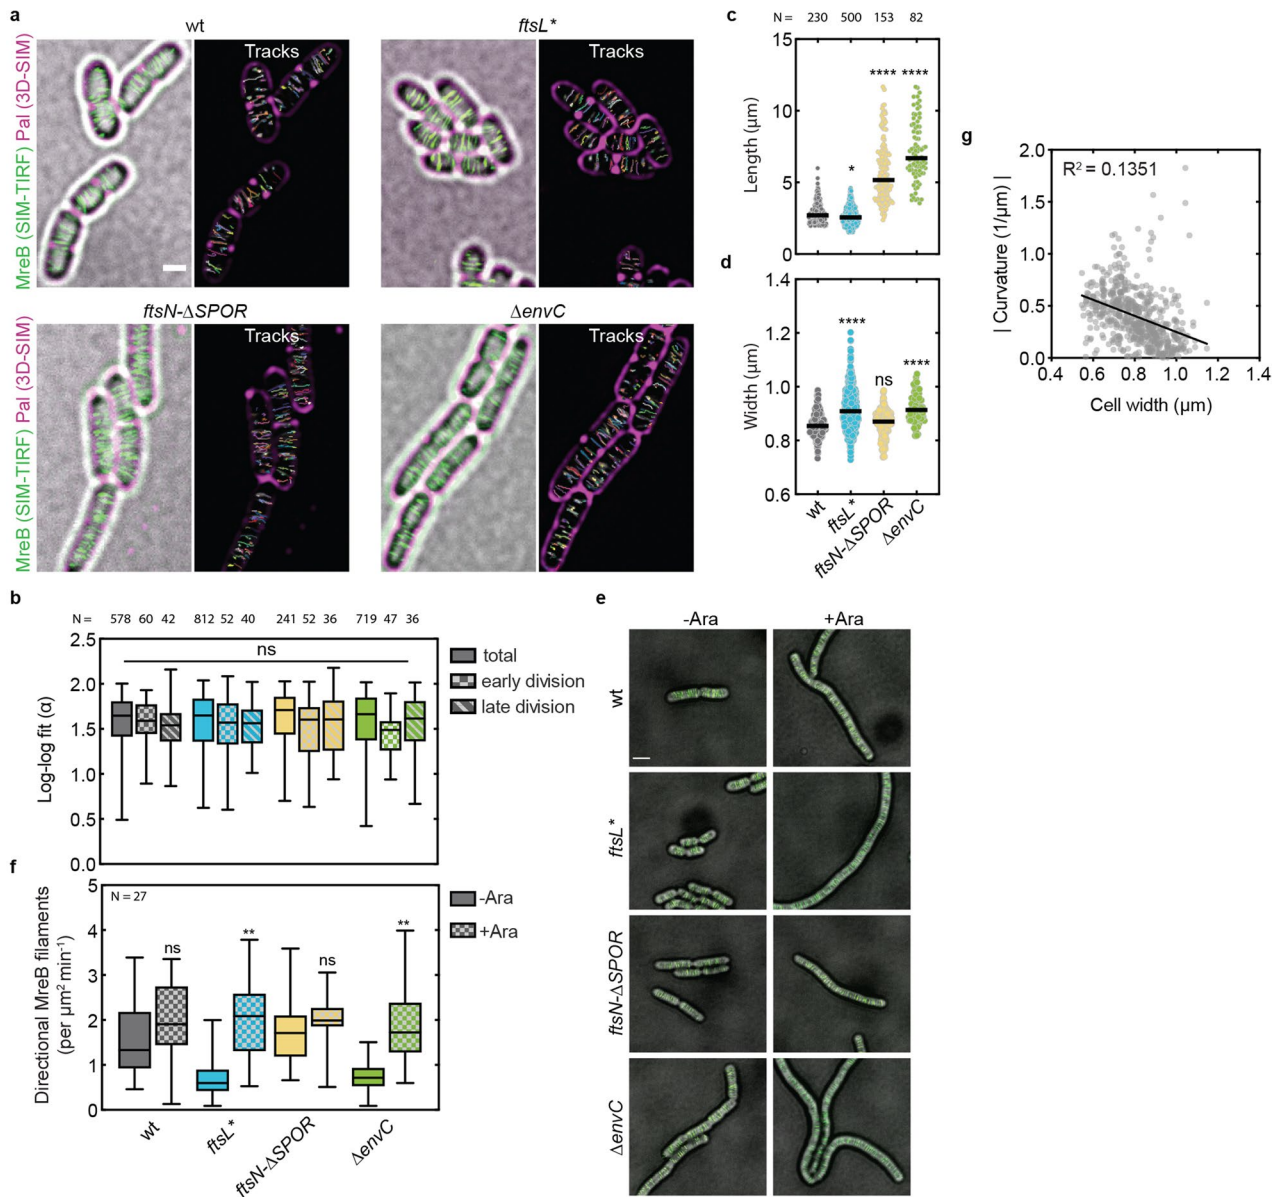 a
wt
ftsL*
MreB (SIM-TIRF) Pal (3D-SIM)
Tracks
Tracks
ftsN-ΔSPOR
ΔenvC
MreB (SIM-TIRF) Pal (3D-SIM)
Tracks
Tracks
b
N = 578 60 42 812 52 40 241 52 36 719 47 36
Log-log fit (α)
2.5
2.0
1.5
1.0
0.5
0.0
ns
total
early division
late division
c
N = 230 500 153 82
Length (µm)
15
10
5
0
* **** ****
d
Width (µm)
1.4
1.2
1.0
0.8
0.6
**** ns ****
wt
ftsL*
ftsN-ΔSPOR
ΔenvC
e
-Ara +Ara
wt
ftsL*
ftsN-ΔSPOR
ΔenvC
f
Directional MreB filaments
(per µm² min⁻¹)
5
4
3
2
1
0
N = 27
ns ** ns **
-Ara
+Ara
wt
ftsL*
ftsN-ΔSPOR
ΔenvC
g
R² = 0.1351
| Curvature (1/µm) |
2.0
1.5
1.0
0.5
0.0
0.4 0.6 0.8 1.0 1.2 1.4
Cell width (µm)